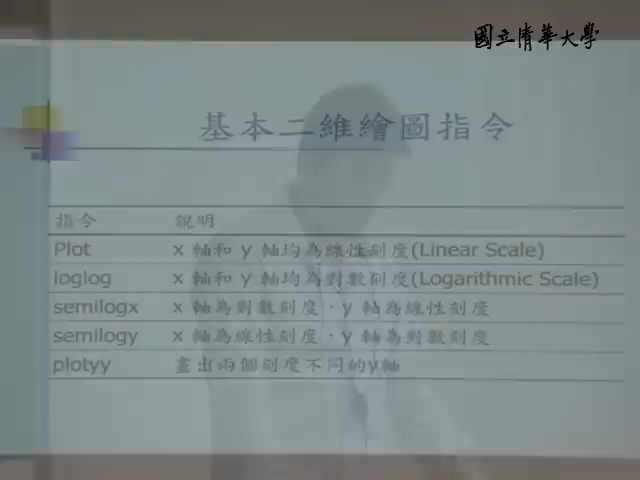 國立清華大學
基本二維繪圖指令
指令 說明
Plot x 軸和 y 軸均為線性刻度(Linear Scale)
loglog x 軸和 y 軸均為對數刻度(Logarithmic Scale)
semilogx x 軸為對數刻度，y 軸為線性刻度
semilogy x 軸為線性刻度，y 軸為對數刻度
plotyy 畫出兩個刻度不同的y軸